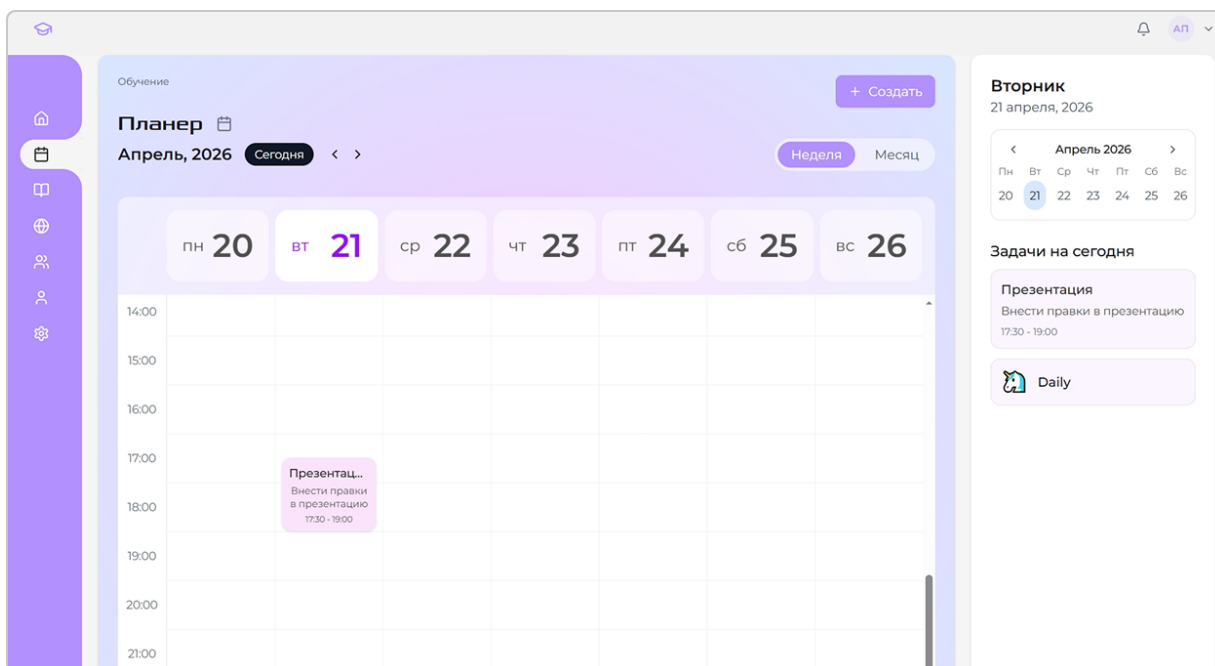 АП
Обучение
+ Создать
Планер
Апрель, 2026 Сегодня < >
Неделя Месяц
пн 20 вт 21 ср 22 чт 23 пт 24 сб 25 вс 26
14:00
15:00
16:00
17:00
18:00
19:00
20:00
21:00
Презентац...
Внести правки
в презентацию
17:30 - 19:00
Вторник
21 апреля, 2026
< Апрель 2026 >
Пн Вт Ср Чт Пт Сб Вс
20 21 22 23 24 25 26
Задачи на сегодня
Презентация
Внести правки в презентацию
17:30 - 19:00
Daily